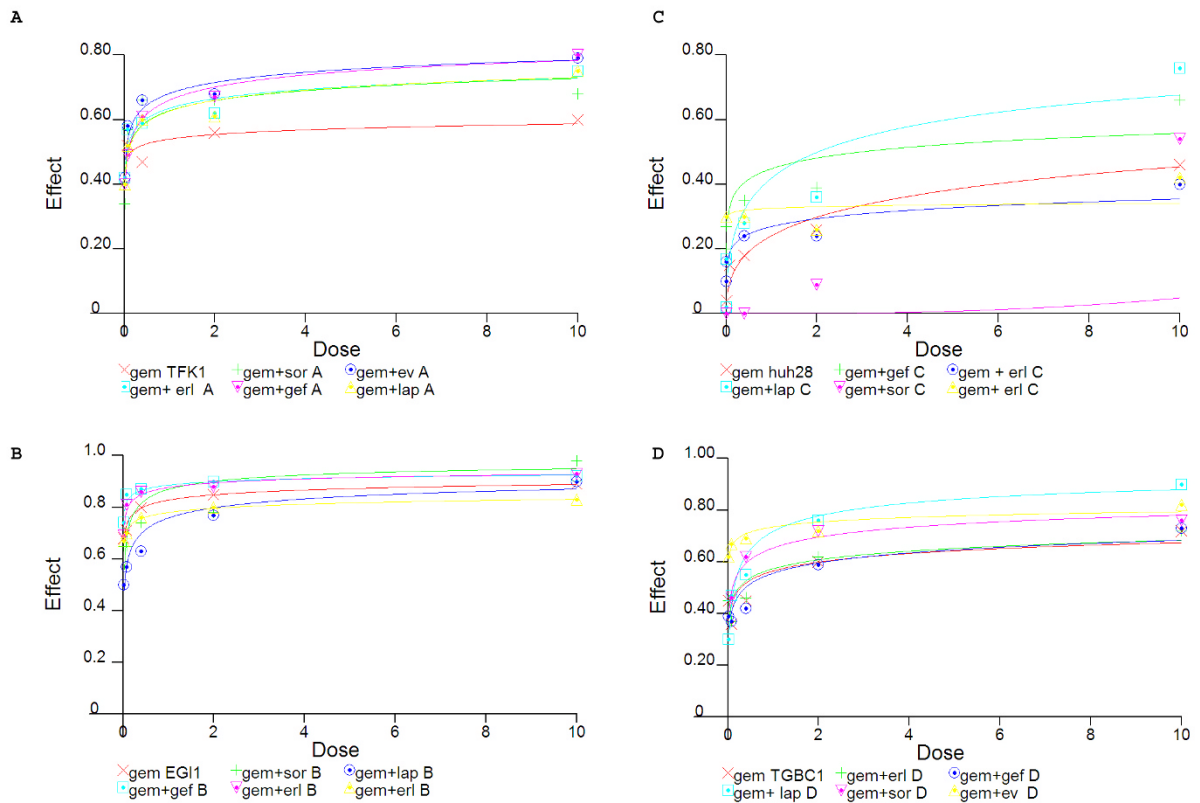 A
Effect
0.80
0.60
0.40
0.20
0
0 2 4 6 8 10
Dose
gem TFK1 gem+sor A gem+ev A
gem+ erl A gem+gef A gem+lap A
C
Effect
0.80
0.60
0.40
0.20
0
0 2 4 6 8 10
Dose
gem huh28 gem+gef C gem + erl C
gem+lap C gem+sor C gem+ erl C
B
Effect
1.0
0.8
0.6
0.4
0.2
0
0 2 4 6 8 10
Dose
gem EGI1 gem+sor B gem+lap B
gem+gef B gem+erl B gem+erl B
D
Effect
1.00
0.80
0.60
0.40
0.20
0
0 2 4 6 8 10
Dose
gem TGBC1 gem+erl D gem+gef D
gem+ lap D gem+sor D gem+ev D